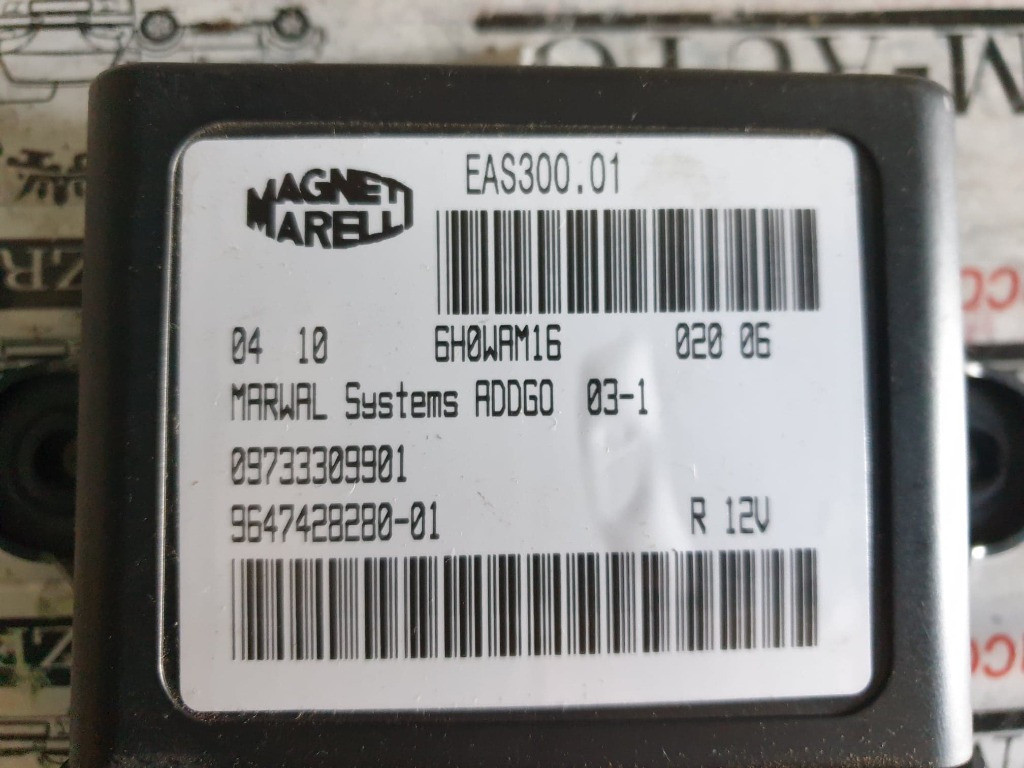 MAGNETI
MARELLI
EAS300.01
04 10 6H0WAM16 020 06
MARWAL Systems ADDGO 03-1
09733309901
9647428280-01 R 12V